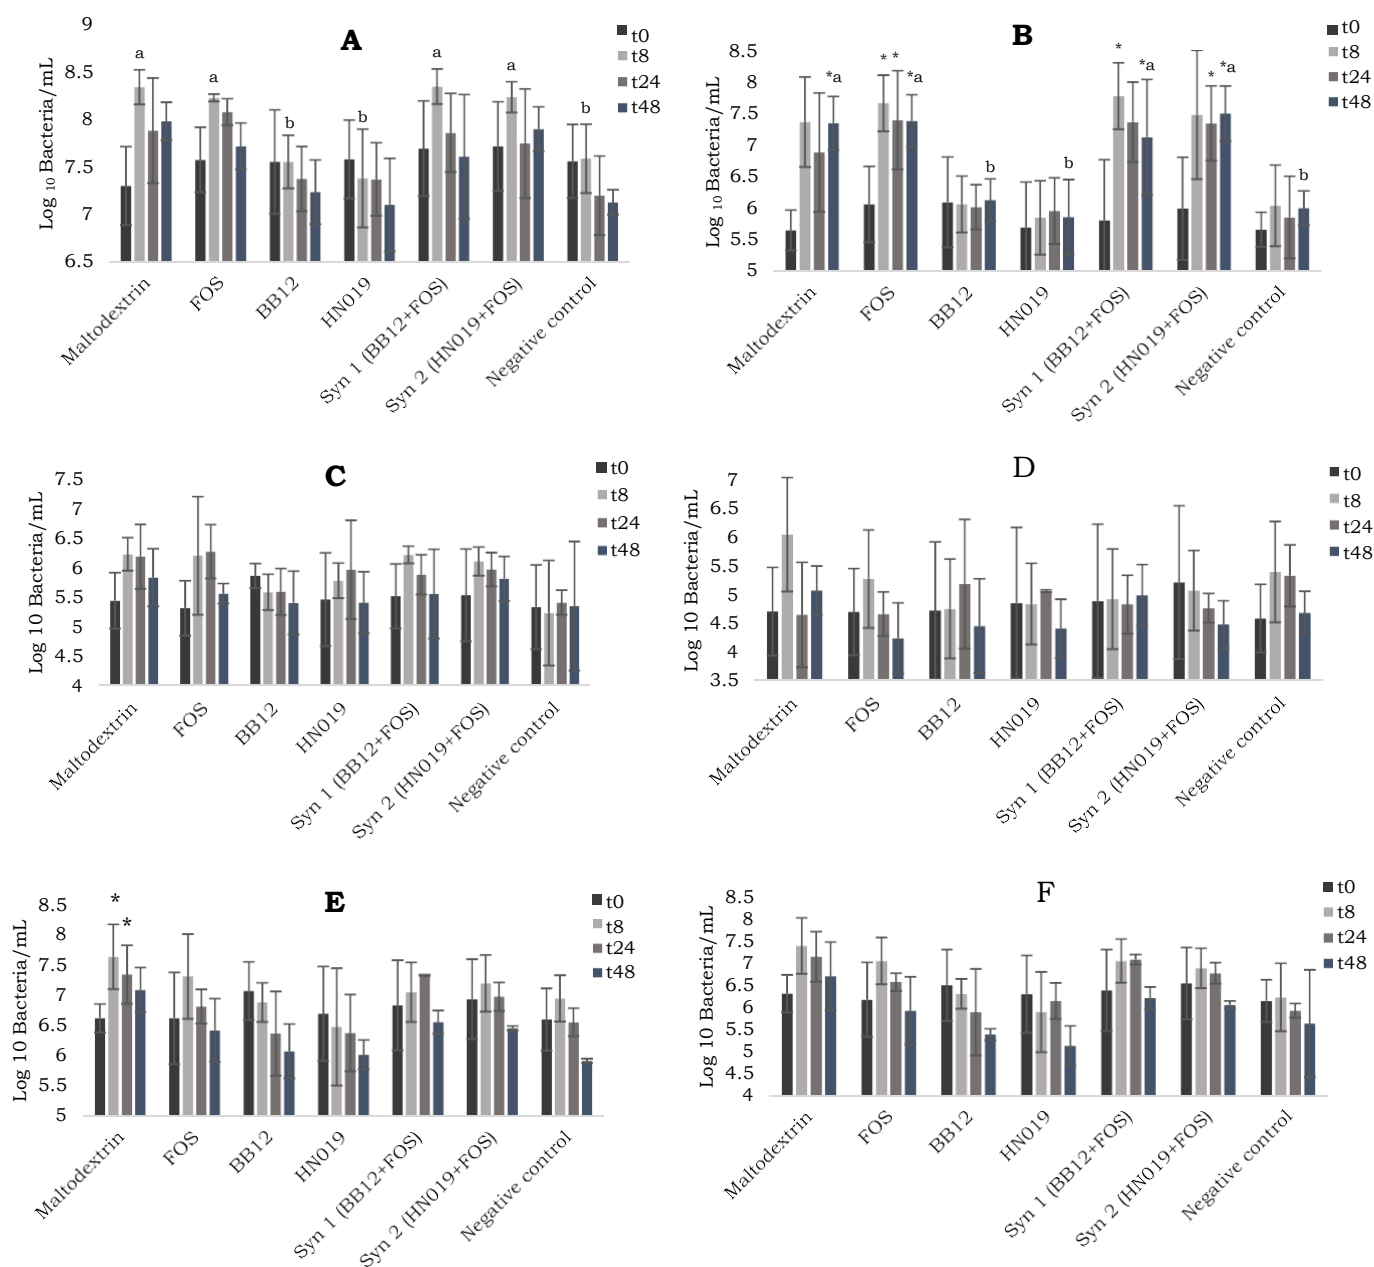 A
Log 10 Bacteria/mL
9
8.5
8
7.5
7
6.5
a
a
b
b
a
a
b
t0
t8
t24
t48
Maltodextrin
FOS
BB12
HN019
Syn 1 (BB12+FOS)
Syn 2 (HN019+FOS)
Negative control
B
Log 10 Bacteria/mL
8.5
8
7.5
7
6.5
6
5.5
5
*a
*
*
*a
b
b
*
*a
*
*a
b
t0
t8
t24
t48
Maltodextrin
FOS
BB12
HN019
Syn 1 (BB12+FOS)
Syn 2 (HN019+FOS)
Negative control
C
Log 10 Bacteria/mL
7.5
7
6.5
6
5.5
5
4.5
4
t0
t8
t24
t48
Maltodextrin
FOS
BB12
HN019
Syn 1 (BB12+FOS)
Syn 2 (HN019+FOS)
Negative control
D
Log 10 Bacteria/mL
7
6.5
6
5.5
5
4.5
4
3.5
t0
t8
t24
t48
Maltodextrin
FOS
BB12
HN019
Syn 1 (BB12+FOS)
Syn 2 (HN019+FOS)
Negative control
E
Log 10 Bacteria/mL
8.5
8
7.5
7
6.5
6
5.5
5
*
*
t0
t8
t24
t48
Maltodextrin
FOS
BB12
HN019
Syn 1 (BB12+FOS)
Syn 2 (HN019+FOS)
Negative control
F
Log 10 Bacteria/mL
8.5
8
7.5
7
6.5
6
5.5
5
4.5
4
t0
t8
t24
t48
Maltodextrin
FOS
BB12
HN019
Syn 1 (BB12+FOS)
Syn 2 (HN019+FOS)
Negative control